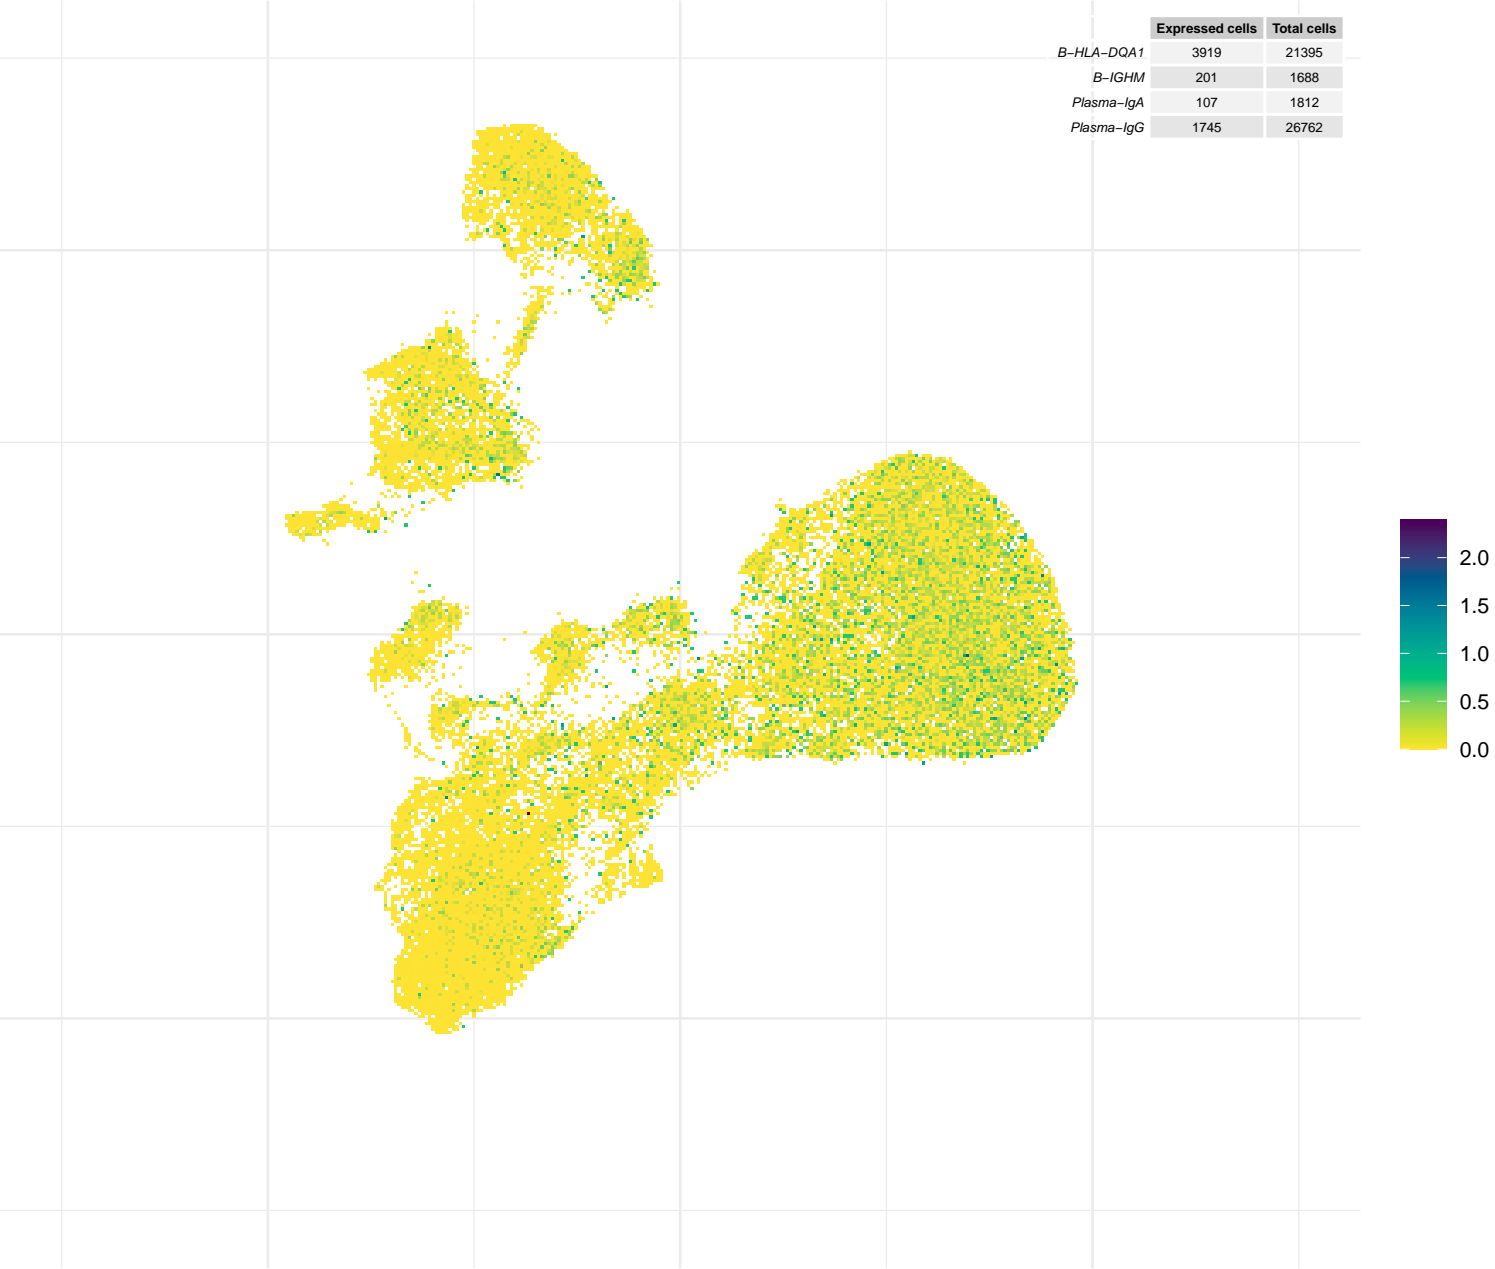 Expressed cells Total cells
B−HLA−DQA1 3919 21395
B−IGHM 201 1688
Plasma−IgA 107 1812
Plasma−IgG 1745 26762
2.0
1.5
1.0
0.5
0.0